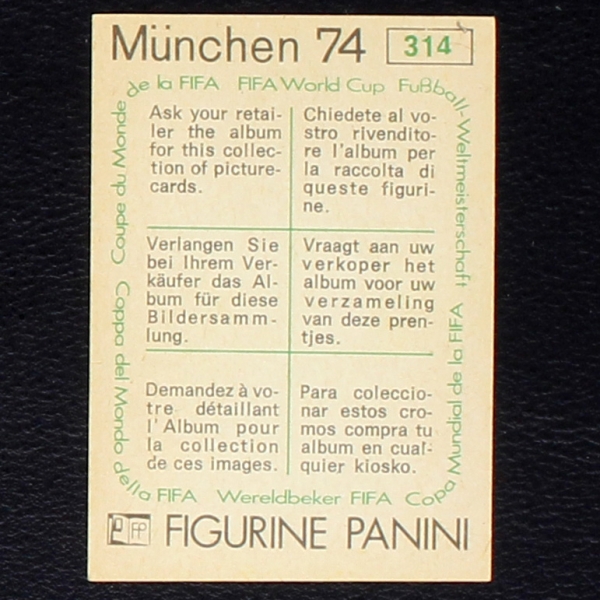 München 74 314
Coupe du Monde de la FIFA FIFA World Cup Fußball-Weltmeisterschaft
Ask your retai-
ler the album
for this collec-
tion of picture-
cards.
Chiedete al vo-
stro rivendito-
re l'album per
la raccolta di
queste figuri-
ne.
Verlangen Sie
bei Ihrem Ver-
käufer das Al-
bum für diese
Bildersamm-
lung.
Vraagt aan uw
verkoper het
album voor uw
verzameling
van deze pren-
tjes.
Demandez à vo-
tre détaillant
l'Album pour
la collection
de ces images.
Para coleccio-
nar estos cro-
mos compra tu
album en cual-
quier kiosko.
Coppa del Mondo della FIFA Wereldbeker FIFA Copa Mundial de la FIFA
FIGURINE PANINI